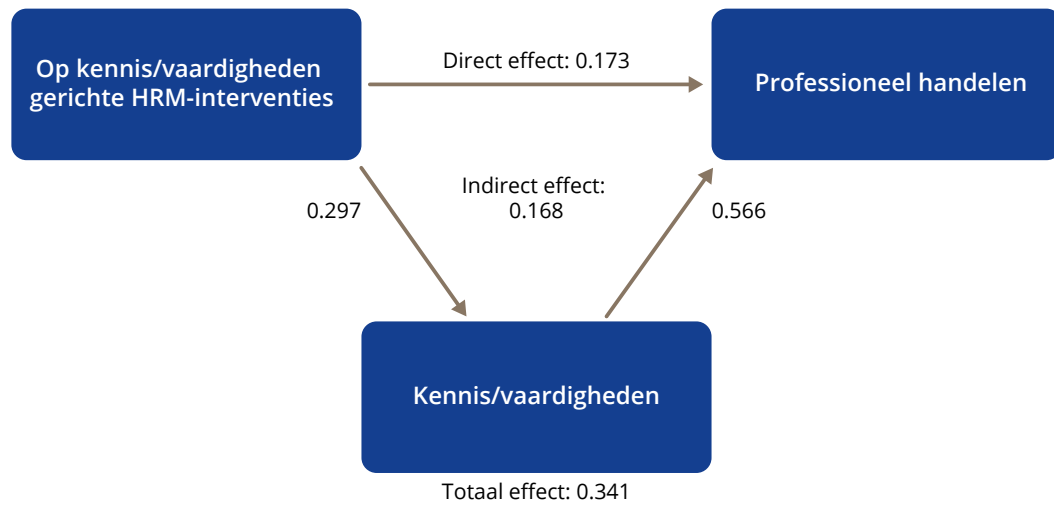 Op kennis/vaardigheden
gerichte HRM-interventies
Direct effect: 0.173
Professioneel handelen
0.297
Indirect effect:
0.168
0.566
Kennis/vaardigheden
Totaal effect: 0.341